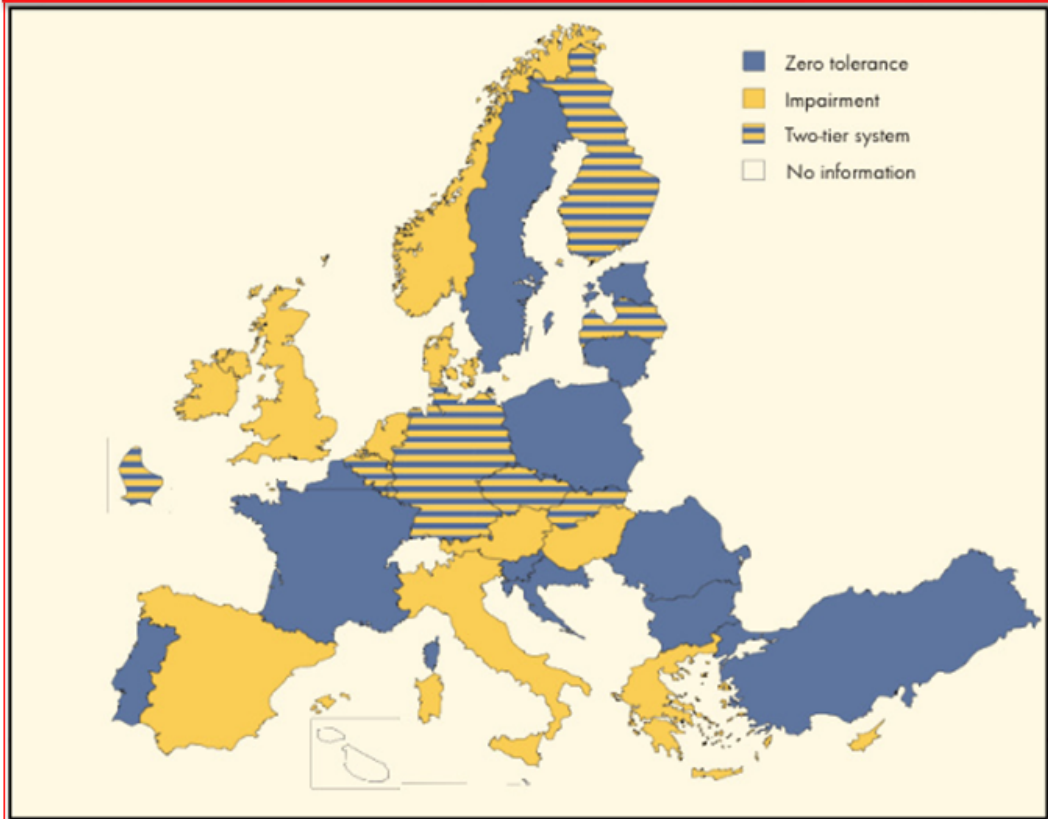 Zero tolerance
Impairment
Two-tier system
No information